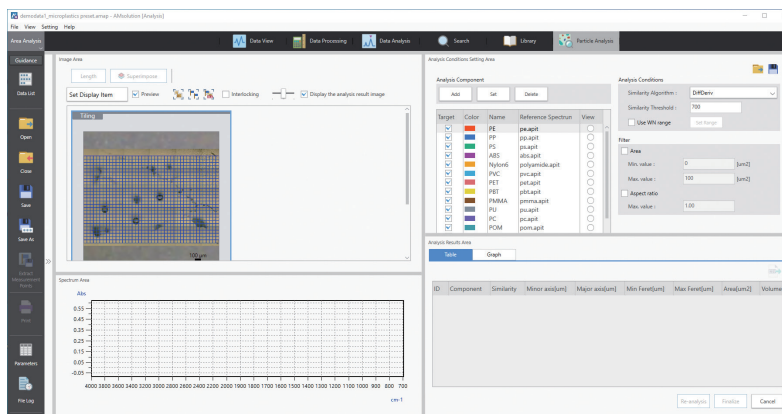 demodata1_microplastics preset.amap - AMsolution [Analysis]
File View Setting Help
Area Analysis
Data View
Data Processing
Data Analysis
Search
Library
Particle Analysis
Guidance
Data List
Open
Close
Save
Save As
Extract
Measurement
Points
Print
Parameters
File Log
Image Area
Length
Superimpose
Set Display Item
Preview
Interlocking
Display the analysis result image
Tiling
100 μm
Spectrum Area
Abs
0.55
0.45
0.35
0.25
0.15
0.05
-0.05
4000 3800 3600 3400 3200 3000 2800 2600 2400 2200 2000 1900 1800 1700 1600 1500 1400 1300 1200 1100 1000 900 800 700
cm-1
Analysis Conditions Setting Area
Analysis Component
Add
Set
Delete
Target Color Name Reference Spectrun View
PE pe.apit
PP pp.apit
PS ps.apit
ABS abs.apit
Nylon6 polyamide.apit
PVC pvc.apit
PET pet.apit
PBT pbt.apit
PMMA pmma.apit
PU pu.apit
PC pc.apit
POM pom.apit
Analysis Conditions
Similarity Algorithm : DiffDeriv
Similarity Threshold : 700
Use WN range
Set Range
Filter
Area
Min. value : 0 [um2]
Max. value : 100 [um2]
Aspect ratio
Max. value : 1.00
Analysis Results Area
Table
Graph
ID Component Similarity Minor axis[um] Major axis[um] Min Feret[um] Max Feret[um] Area[um2] Volume
Re-analysis
Finalize
Cancel